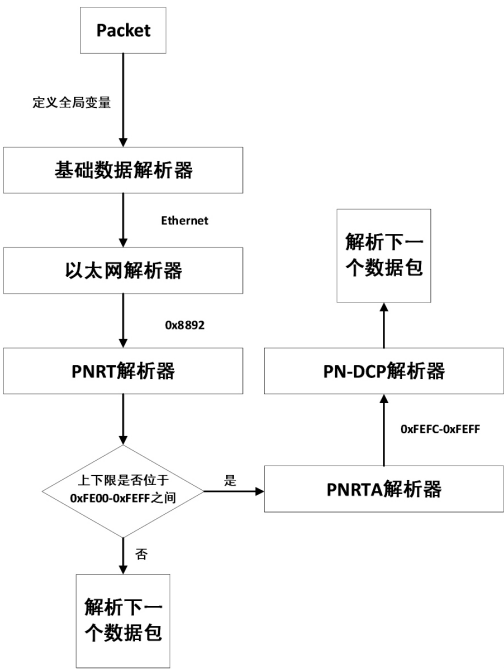 Packet
定义全局变量
基础数据解析器
Ethernet
以太网解析器
0x8892
PNRT解析器
上下限是否位于
0xFE00-0xFEFF之间
是
否
解析下一
个数据包
PNRTA解析器
0xFEFC-0xFEFF
PN-DCP解析器
解析下一
个数据包